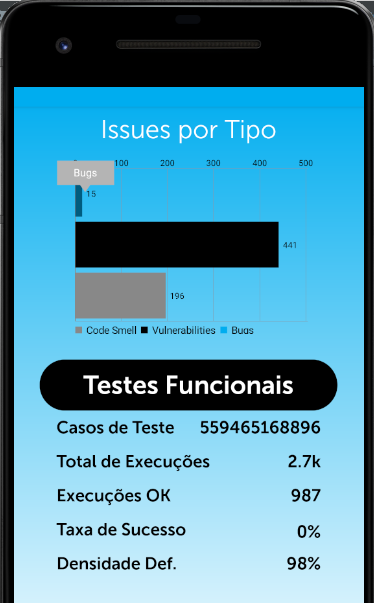 Issues por Tipo
100 200 300 400 500
Bugs
15
441
196
Code Smell Vulnerabilities Bugs
Testes Funcionais
Casos de Teste 559465168896
Total de Execuções 2.7k
Execuções OK 987
Taxa de Sucesso 0%
Densidade Def. 98%